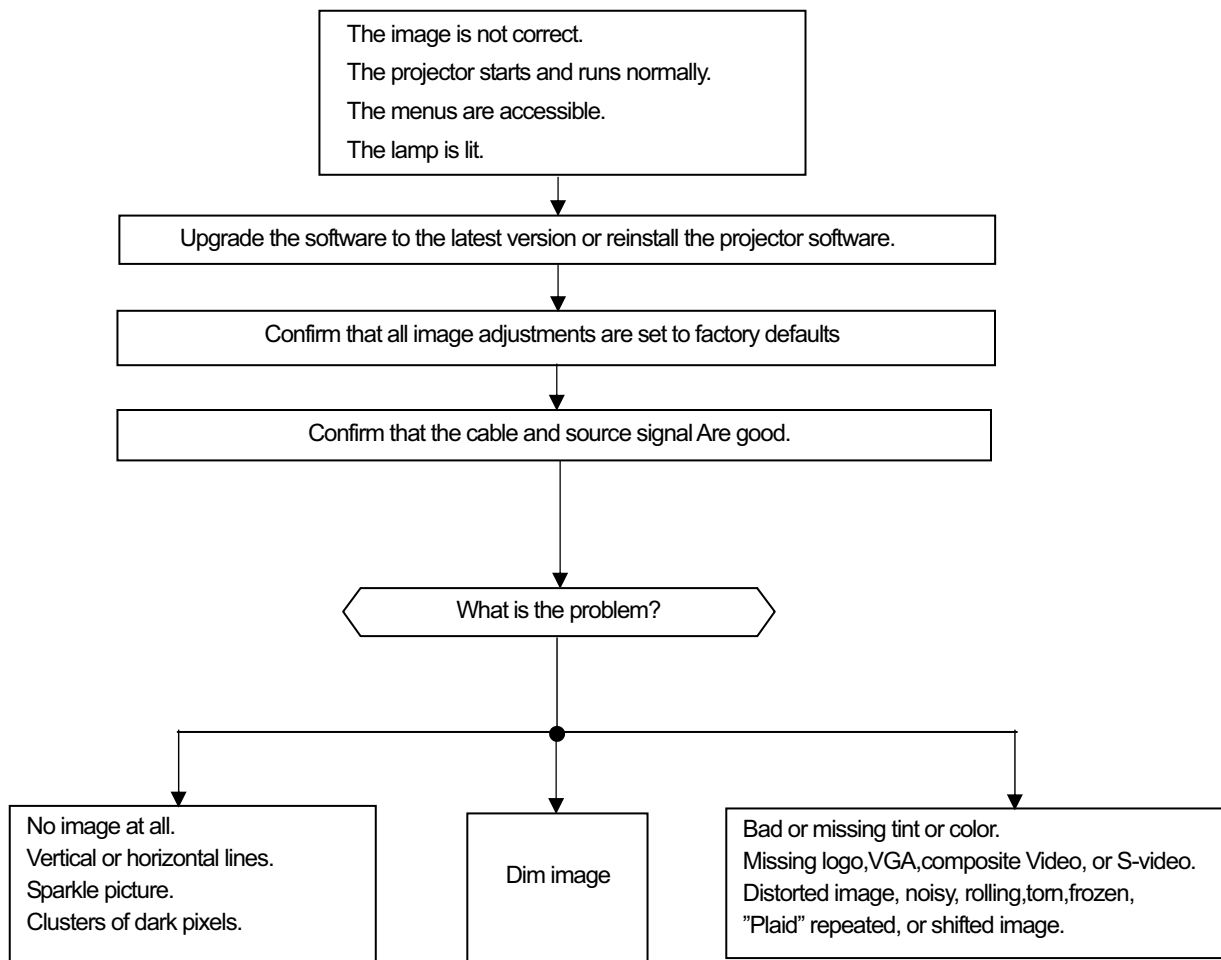 The image is not correct.
The projector starts and runs normally.
The menus are accessible.
The lamp is lit.
Upgrade the software to the latest version or reinstall the projector software.
Confirm that all image adjustments are set to factory defaults
Confirm that the cable and source signal Are good.
What is the problem?
No image at all.
Vertical or horizontal lines.
Sparkle picture.
Clusters of dark pixels.
Dim image
Bad or missing tint or color.
Missing logo,VGA,composite Video, or S-video.
Distorted image, noisy, rolling,torn,frozen,
”Plaid” repeated, or shifted image.